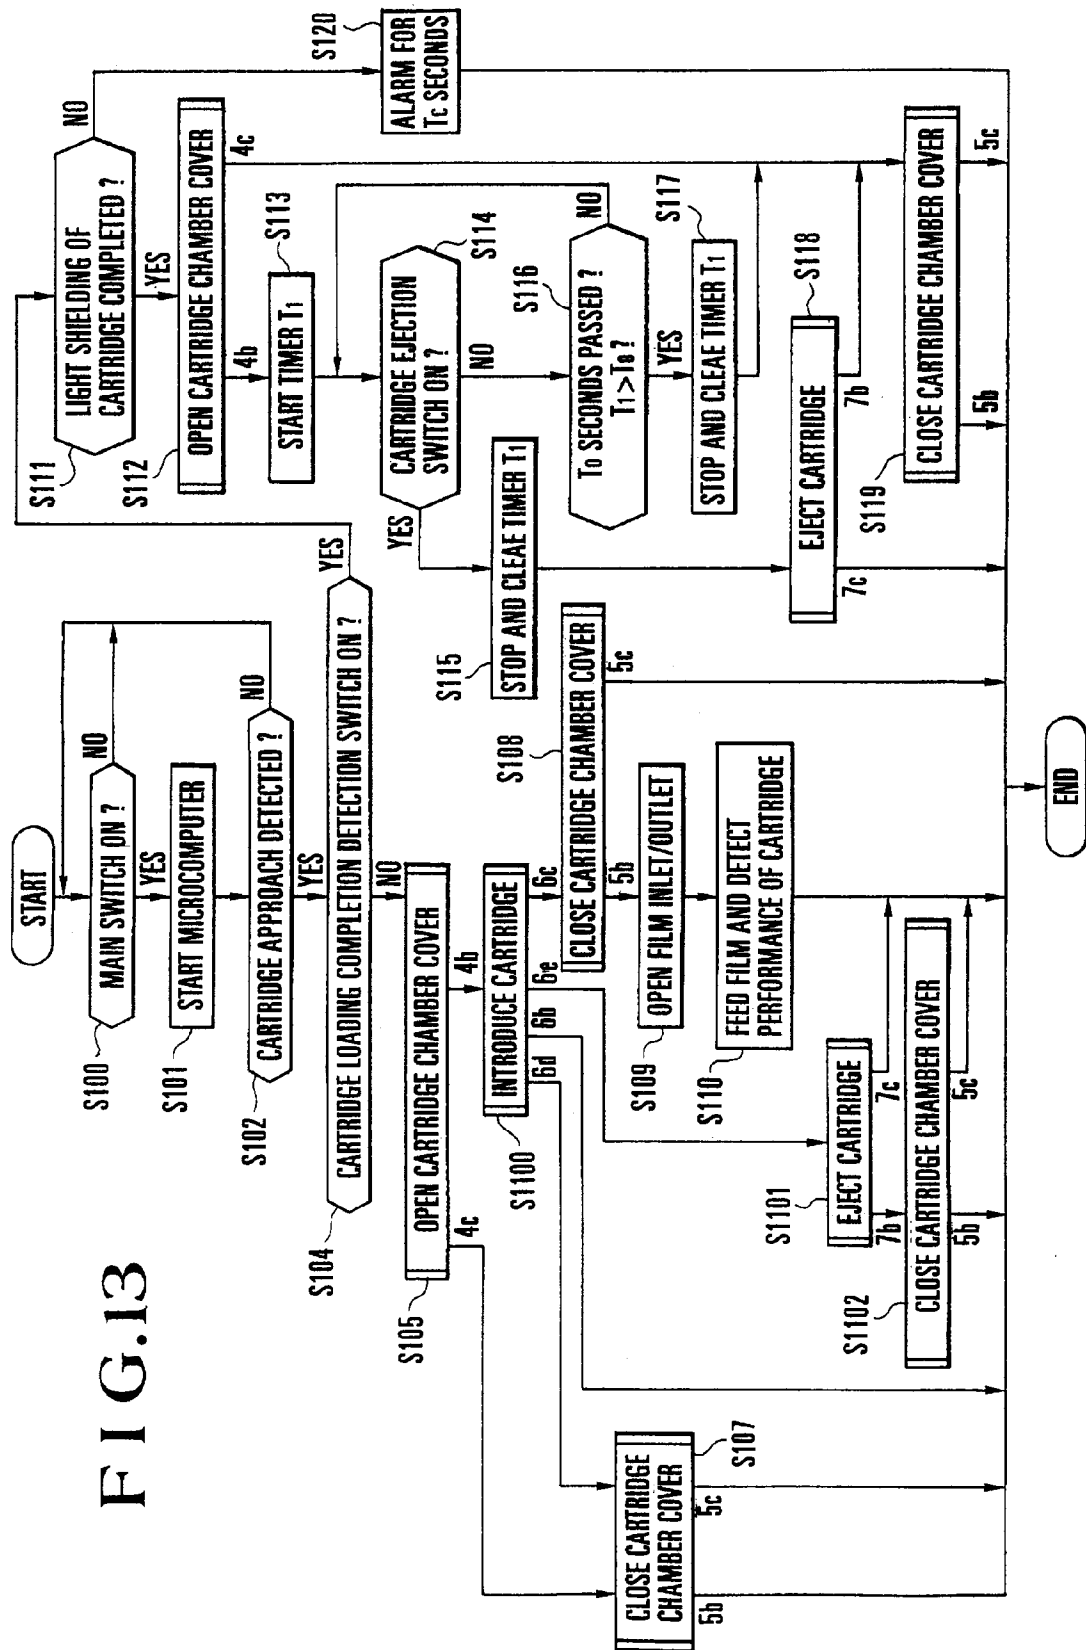 FIG.13
START
MAIN SWITCH ON ?
S100
NO
YES
START MICROCOMPUTER
S101
CARTRIDGE APPROACH DETECTED ?
S102
NO
YES
CARTRIDGE LOADING COMPLETION DETECTION SWITCH ON ?
S104
YES
NO
OPEN CARTRIDGE CHAMBER COVER
S105
4c
4b
INTRODUCE CARTRIDGE
S1100
6d
6b
6e
6c
CLOSE CARTRIDGE CHAMBER COVER
S108
5b
5c
OPEN FILM INLET/OUTLET
S109
FEED FILM AND DETECT
PERFORMANCE OF CARTRIDGE
S110
CLOSE CARTRIDGE
CHAMBER COVER
S107
5b
5c
EJECT CARTRIDGE
S1101
7b
7c
CLOSE CARTRIDGE CHAMBER COVER
S1102
5b
5c
LIGHT SHIELDING OF
CARTRIDGE COMPLETED ?
S111
NO
YES
OPEN CARTRIDGE CHAMBER COVER
S112
4b
4c
START TIMER T1
S113
CARTRIDGE EJECTION
SWITCH ON ?
S114
YES
NO
STOP AND CLEAE TIMER T1
S115
T0 SECONDS PASSED ?
T1 > TB ?
S116
NO
YES
STOP AND CLEAE TIMER T1
S117
EJECT CARTRIDGE
S118
7c
7b
CLOSE CARTRIDGE CHAMBER COVER
S119
5b
5c
ALARM FOR
TC SECONDS
S120
END